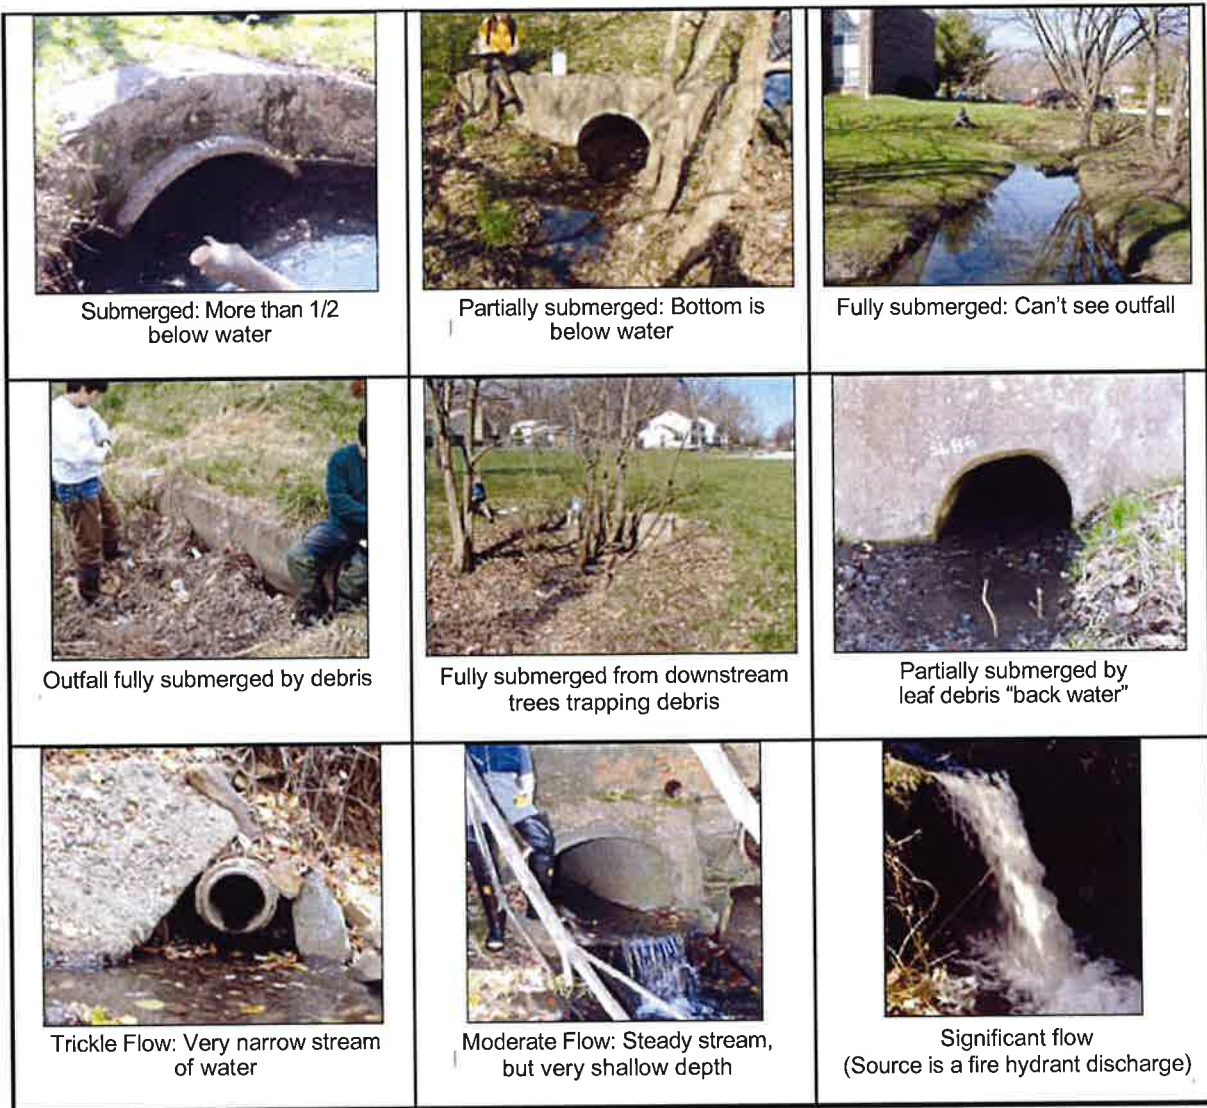 Submerged: More than 1/2
below water
Partially submerged: Bottom is
below water
Fully submerged: Can't see outfall
Outfall fully submerged by debris
Fully submerged from downstream
trees trapping debris
Partially submerged by
leaf debris "back water"
Trickle Flow: Very narrow stream
of water
Moderate Flow: Steady stream,
but very shallow depth
Significant flow
(Source is a fire hydrant discharge)